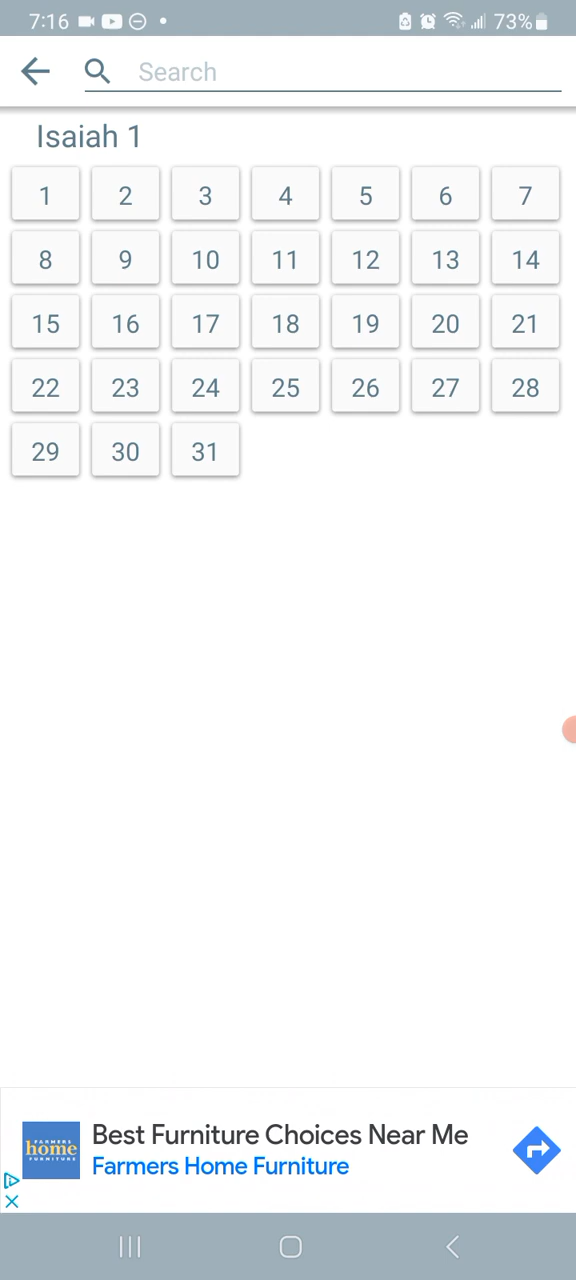 7:16 73%
Search
Isaiah 1
1 2 3 4 5 6 7
8 9 10 11 12 13 14
15 16 17 18 19 20 21
22 23 24 25 26 27 28
29 30 31
FARMERS
home
FURNITURE
Best Furniture Choices Near Me
Farmers Home Furniture